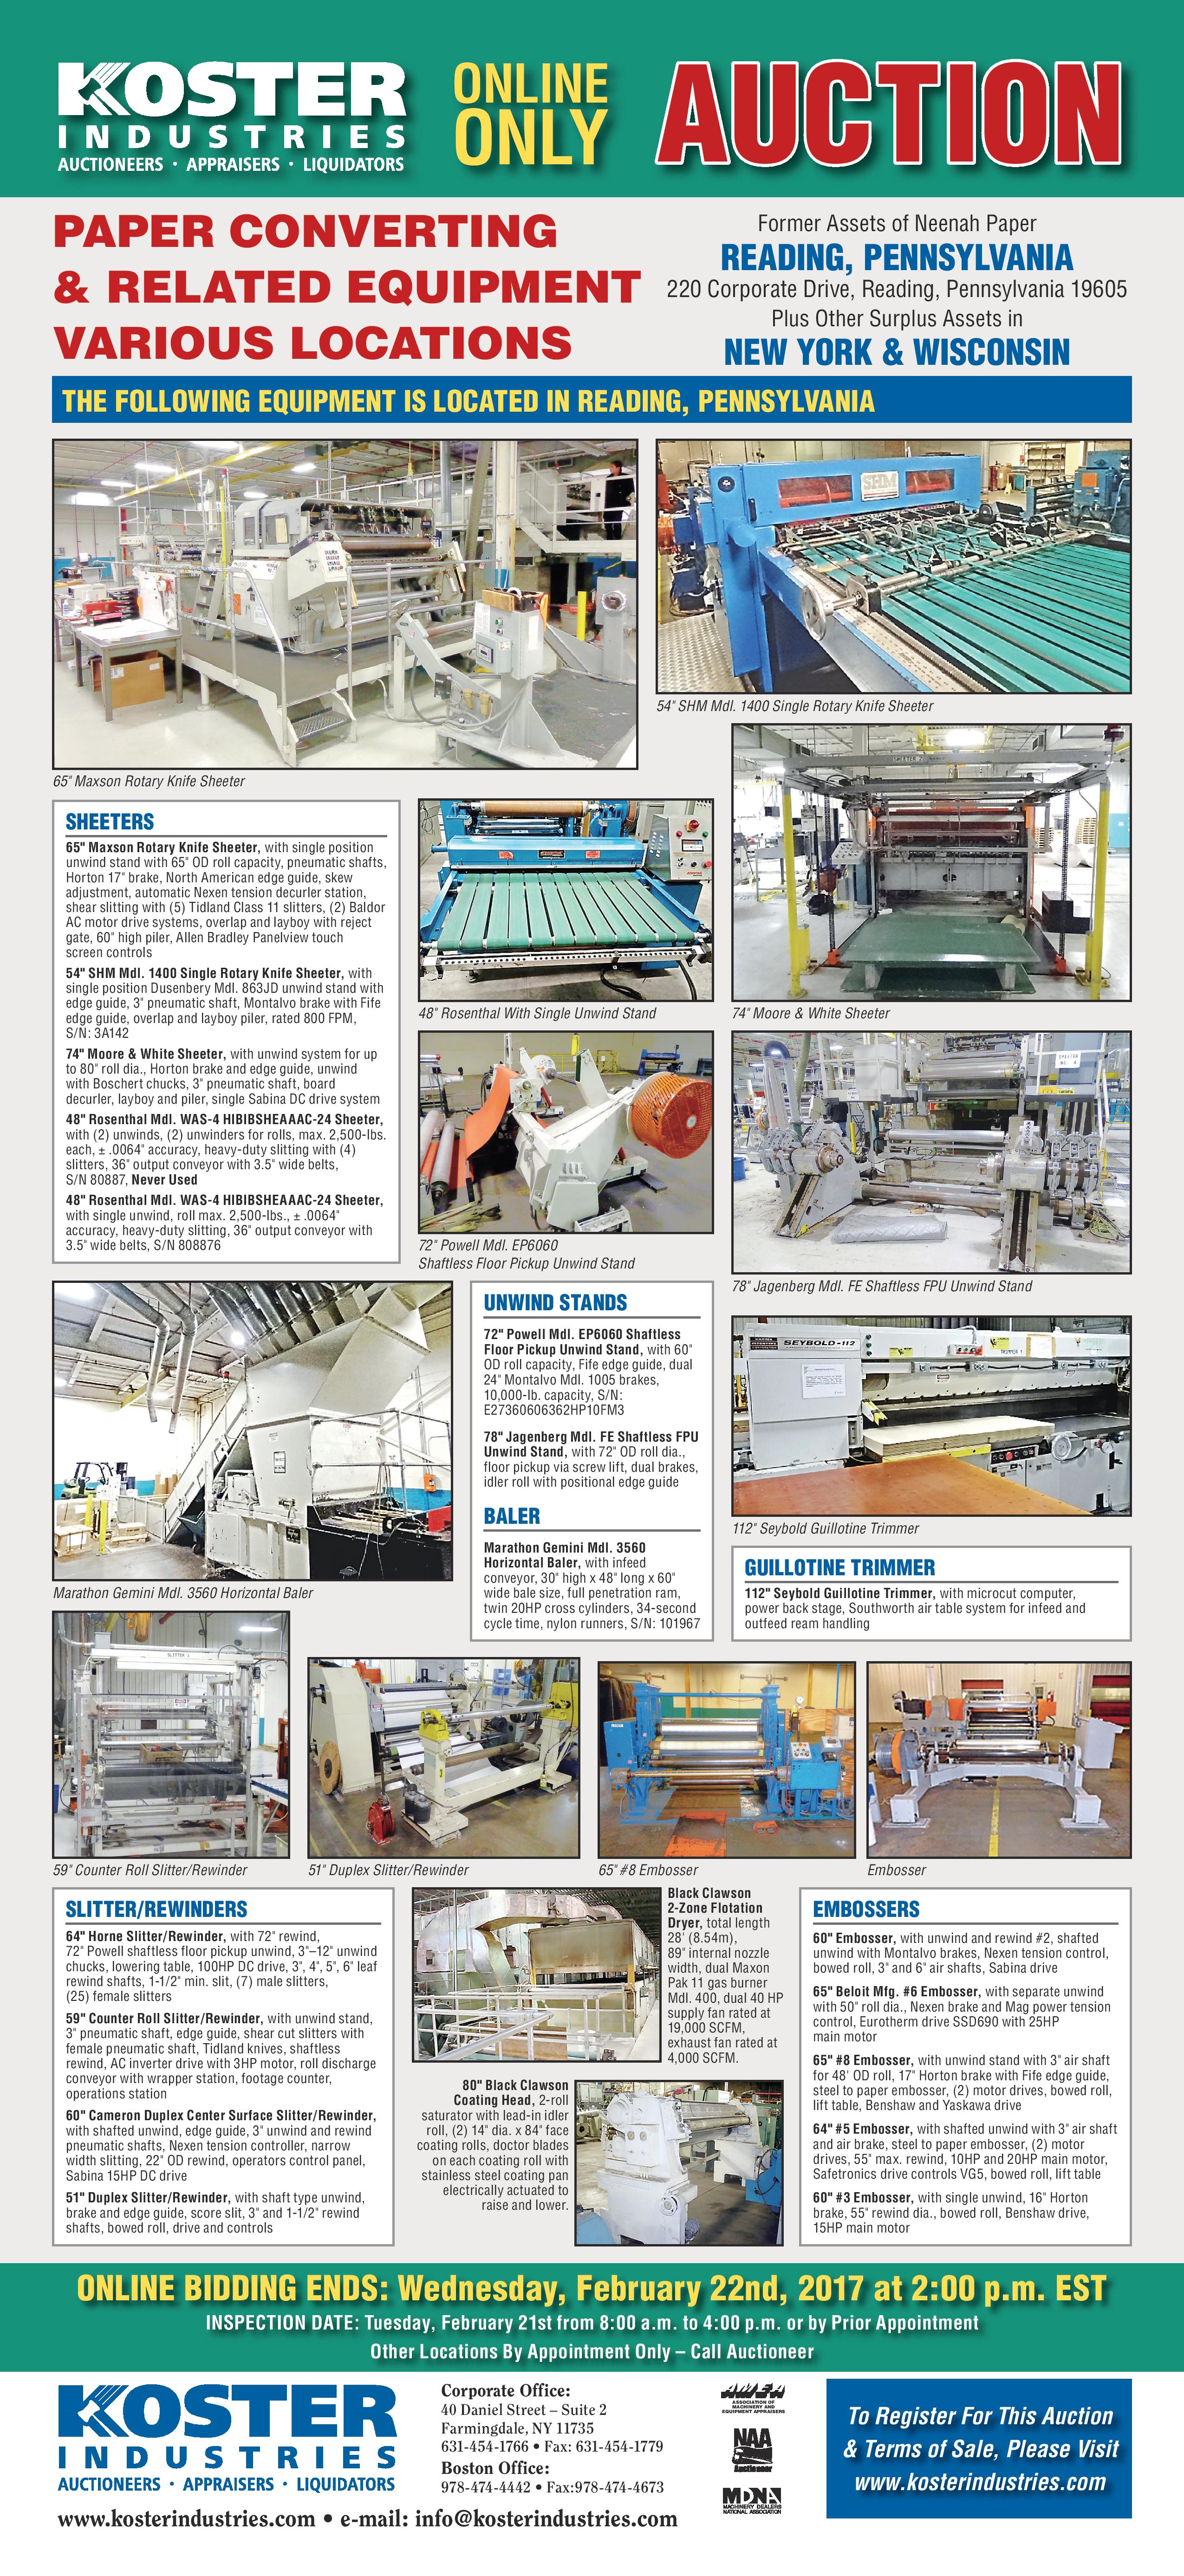 KOSTER
INDUSTRIES
AUCTIONEERS • APPRAISERS • LIQUIDATORS
ONLINE
ONLY
AUCTION
PAPER CONVERTING
& RELATED EQUIPMENT
VARIOUS LOCATIONS
Former Assets of Neenah Paper
READING, PENNSYLVANIA
220 Corporate Drive, Reading, Pennsylvania 19605
Plus Other Surplus Assets in
NEW YORK & WISCONSIN
THE FOLLOWING EQUIPMENT IS LOCATED IN READING, PENNSYLVANIA
SHM
54" SHM Mdl. 1400 Single Rotary Knife Sheeter
65" Maxson Rotary Knife Sheeter
SHEETERS
65" Maxson Rotary Knife Sheeter, with single position
unwind stand with 65" OD roll capacity, pneumatic shafts,
Horton 17" brake, North American edge guide, skew
adjustment, automatic Nexen tension decurler station,
shear slitting with (5) Tidland Class 11 slitters, (2) Baldor
AC motor drive systems, overlap and layboy with reject
gate, 60" high piler, Allen Bradley Panelview touch
screen controls
54" SHM Mdl. 1400 Single Rotary Knife Sheeter, with
single position Dusenbery Mdl. 863JD unwind stand with
edge guide, 3" pneumatic shaft, Montalvo brake with Fife
edge guide, overlap and layboy piler, rated 800 FPM,
S/N: 3A142
74" Moore & White Sheeter, with unwind system for up
to 80" roll dia., Horton brake and edge guide, unwind
with Boschert chucks, 3" pneumatic shaft, board
decurler, layboy and piler, single Sabina DC drive system
48" Rosenthal Mdl. WAS-4 HIBIBSHEAAAC-24 Sheeter,
with (2) unwinds, (2) unwinders for rolls, max. 2,500-lbs.
each, ± .0064" accuracy, heavy-duty slitting with (4)
slitters, 36" output conveyor with 3.5" wide belts,
S/N 80887, Never Used
48" Rosenthal Mdl. WAS-4 HIBIBSHEAAAC-24 Sheeter,
with single unwind, roll max. 2,500-lbs., ± .0064"
accuracy, heavy-duty slitting, 36" output conveyor with
3.5" wide belts, S/N 808876
48" Rosenthal With Single Unwind Stand
74" Moore & White Sheeter
72" Powell Mdl. EP6060
Shaftless Floor Pickup Unwind Stand
78" Jagenberg Mdl. FE Shaftless FPU Unwind Stand
Marathon Gemini Mdl. 3560 Horizontal Baler
UNWIND STANDS
72" Powell Mdl. EP6060 Shaftless
Floor Pickup Unwind Stand, with 60"
OD roll capacity, Fife edge guide, dual
24" Montalvo Mdl. 1005 brakes,
10,000-lb. capacity, S/N:
E27360606362HP10FM3
78" Jagenberg Mdl. FE Shaftless FPU
Unwind Stand, with 72" OD roll dia.,
floor pickup via screw lift, dual brakes,
idler roll with positional edge guide
BALER
Marathon Gemini Mdl. 3560
Horizontal Baler, with infeed
conveyor, 30" high x 48" long x 60"
wide bale size, full penetration ram,
twin 20HP cross cylinders, 34-second
cycle time, nylon runners, S/N: 101967
SEYBOLD-112
112" Seybold Guillotine Trimmer
GUILLOTINE TRIMMER
112" Seybold Guillotine Trimmer, with microcut computer,
power back stage, Southworth air table system for infeed and
outfeed ream handling
59" Counter Roll Slitter/Rewinder
51" Duplex Slitter/Rewinder
65" #8 Embosser
Embosser
SLITTER/REWINDERS
64" Horne Slitter/Rewinder, with 72" rewind,
72" Powell shaftless floor pickup unwind, 3"–12" unwind
chucks, lowering table, 100HP DC drive, 3", 4", 5", 6" leaf
rewind shafts, 1-1/2" min. slit, (7) male slitters,
(25) female slitters
59" Counter Roll Slitter/Rewinder, with unwind stand,
3" pneumatic shaft, edge guide, shear cut slitters with
female pneumatic shaft, Tidland knives, shaftless
rewind, AC inverter drive with 3HP motor, roll discharge
conveyor with wrapper station, footage counter,
operations station
60" Cameron Duplex Center Surface Slitter/Rewinder,
with shafted unwind, edge guide, 3" unwind and rewind
pneumatic shafts, Nexen tension controller, narrow
width slitting, 22" OD rewind, operators control panel,
Sabina 15HP DC drive
51" Duplex Slitter/Rewinder, with shaft type unwind,
brake and edge guide, score slit, 3" and 1-1/2" rewind
shafts, bowed roll, drive and controls
Black Clawson
2-Zone Flotation
Dryer, total length
28' (8.54m),
89" internal nozzle
width, dual Maxon
Pak 11 gas burner
Mdl. 400, dual 40 HP
supply fan rated at
19,000 SCFM,
exhaust fan rated at
4,000 SCFM.
80" Black Clawson
Coating Head, 2-roll
saturator with lead-in idler
roll, (2) 14" dia. x 84" face
coating rolls, doctor blades
on each coating roll with
stainless steel coating pan
electrically actuated to
raise and lower.
EMBOSSERS
60" Embosser, with unwind and rewind #2, shafted
unwind with Montalvo brakes, Nexen tension control,
bowed roll, 3" and 6" air shafts, Sabina drive
65" Beloit Mfg. #6 Embosser, with separate unwind
with 50" roll dia., Nexen brake and Mag power tension
control, Eurotherm drive SSD690 with 25HP
main motor
65" #8 Embosser, with unwind stand with 3" air shaft
for 48' OD roll, 17" Horton brake with Fife edge guide,
steel to paper embosser, (2) motor drives, bowed roll,
lift table, Benshaw and Yaskawa drive
64" #5 Embosser, with shafted unwind with 3" air shaft
and air brake, steel to paper embosser, (2) motor
drives, 55" max. rewind, 10HP and 20HP main motor,
Safetronics drive controls VG5, bowed roll, lift table
60" #3 Embosser, with single unwind, 16" Horton
brake, 55" rewind dia., bowed roll, Benshaw drive,
15HP main motor
ONLINE BIDDING ENDS: Wednesday, February 22nd, 2017 at 2:00 p.m. EST
INSPECTION DATE: Tuesday, February 21st from 8:00 a.m. to 4:00 p.m. or by Prior Appointment
Other Locations By Appointment Only – Call Auctioneer
KOSTER
INDUSTRIES
AUCTIONEERS • APPRAISERS • LIQUIDATORS
Corporate Office:
40 Daniel Street – Suite 2
Farmingdale, NY 11735
631-454-1766 • Fax: 631-454-1779
Boston Office:
978-474-4442 • Fax:978-474-4673
www.kosterindustries.com • e-mail: info@kosterindustries.com
AMEA
ASSOCIATION OF
MACHINERY AND
EQUIPMENT APPRAISERS
NAA
Auctioneer
MDNA
MACHINERY DEALERS
NATIONAL ASSOCIATION
To Register For This Auction
& Terms of Sale, Please Visit
www.kosterindustries.com